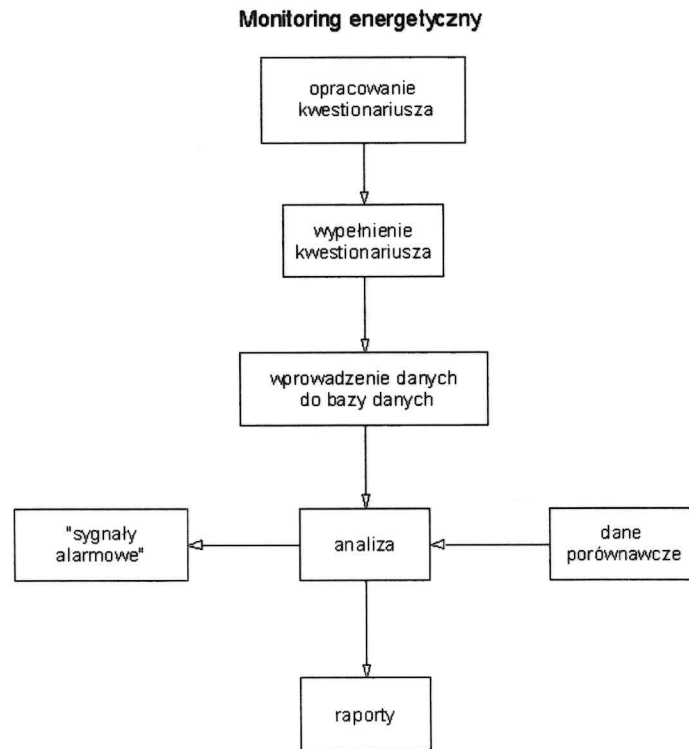 Monitoring energetyczny
opracowanie
kwestionariusza
wypełnienie
kwestionariusza
wprowadzenie danych
do bazy danych
"sygnały
alarmowe"
analiza
dane
porównawcze
raporty